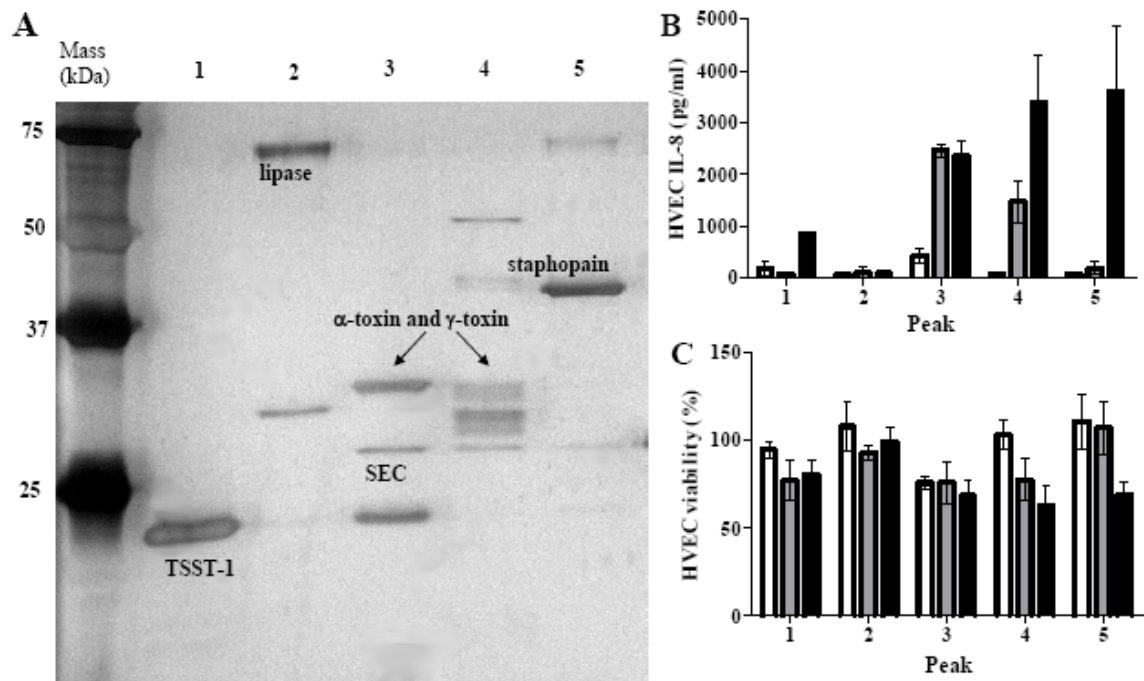 A
Mass
(kDa)
1 2 3 4 5
75
50
37
25
lipase
staphopain
α-toxin and γ-toxin
SEC
TSST-1
B
HVEC IL-8 (pg/ml)
5000
4000
3000
2000
1000
0
1 2 3 4 5
Peak
C
HVEC viability (%)
150
100
50
0
1 2 3 4 5
Peak